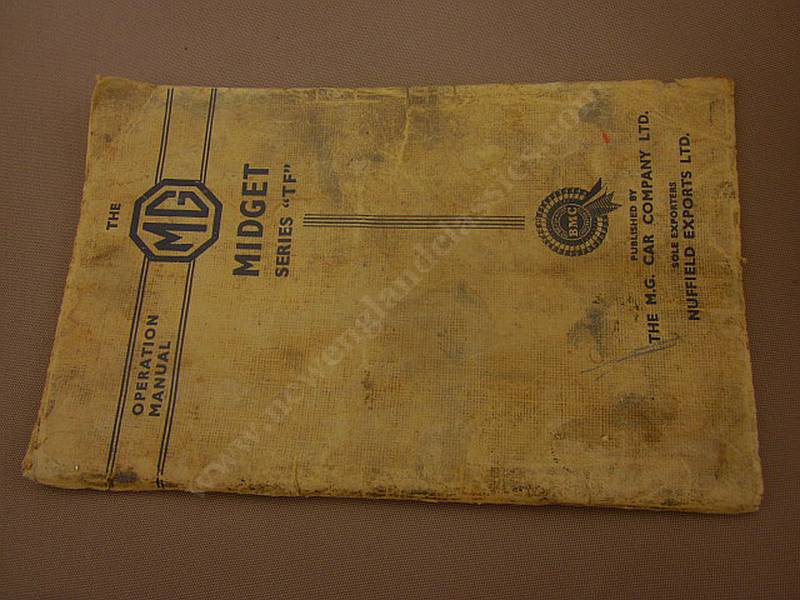 THE
MG
OPERATION
MANUAL
MIDGET
SERIES "TF"
BMC
PUBLISHED BY
THE M.G. CAR COMPANY LTD.
SOLE EXPORTERS
NUFFIELD EXPORTS LTD.
www.newenglandclassics.com